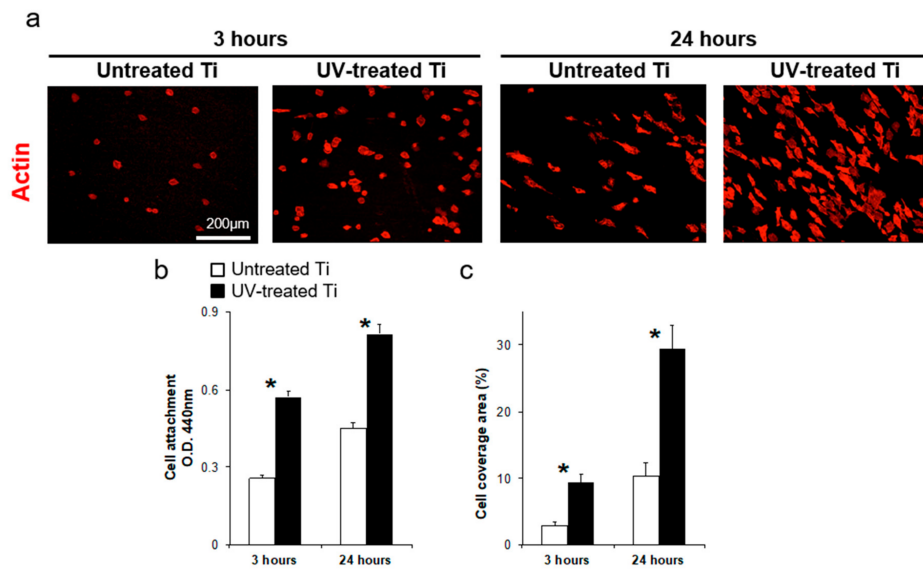 a
3 hours
24 hours
Untreated Ti
UV-treated Ti
Untreated Ti
UV-treated Ti
Actin
200μm
b
Untreated Ti
UV-treated Ti
c
Cell attachment
O.D. 440nm
0.9
0.6
0.3
0
*
*
3 hours
24 hours
Cell coverage area (%)
30
20
10
0
*
*
3 hours
24 hours